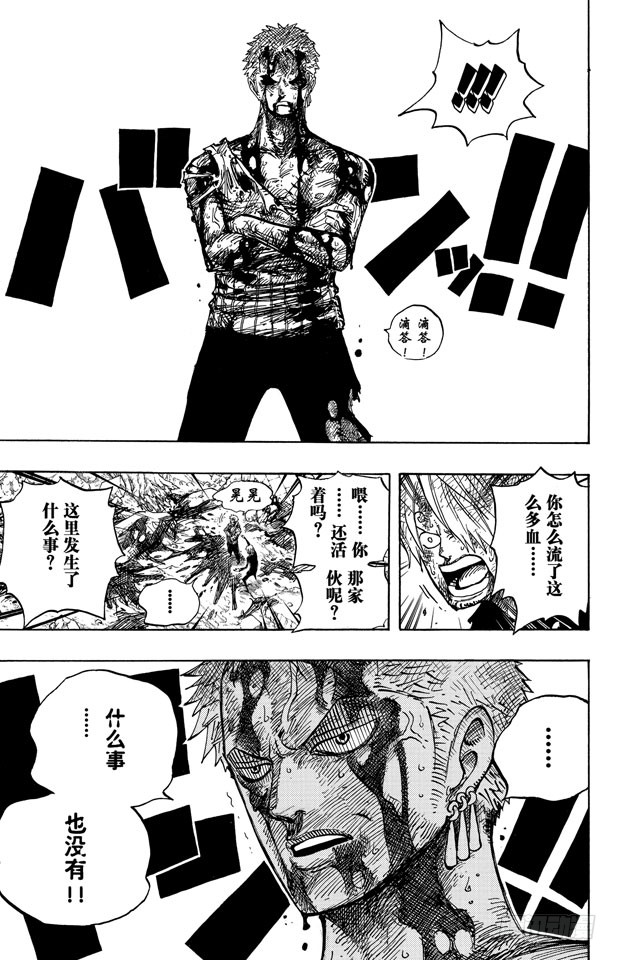 !!!
バン!!
滴答!
滴答!
你怎么流了这
么多血……
喂……你
……还活
着吗?
那家
伙呢?
晃晃
……
这里发生了
什么事?
……
……
什么事
也没有!!